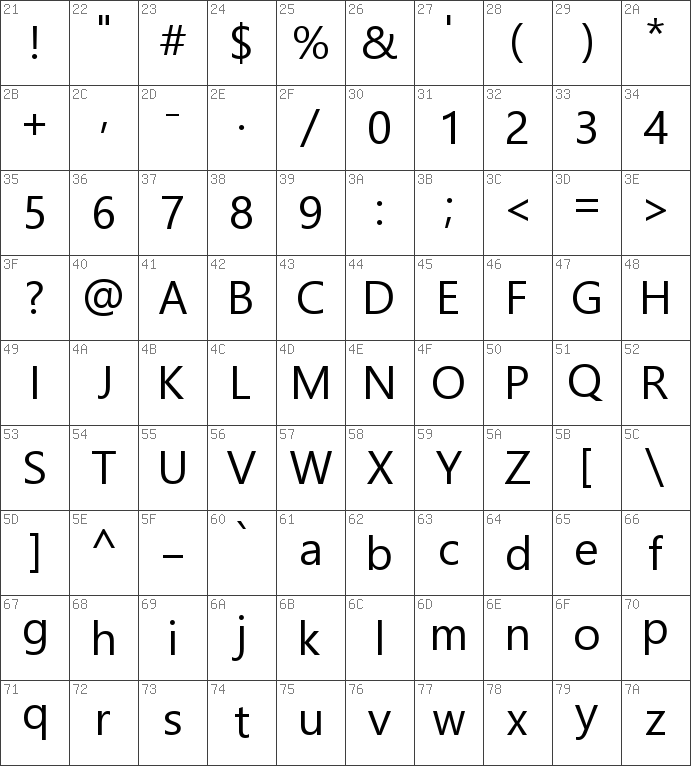 21 22 23 24 25 26 27 28 29 2A
! " # $ % & ' ( ) *
2B 2C 2D 2E 2F 30 31 32 33 34
+ , - . / 0 1 2 3 4
35 36 37 38 39 3A 3B 3C 3D 3E
5 6 7 8 9 : ; < = >
3F 40 41 42 43 44 45 46 47 48
? @ A B C D E F G H
49 4A 4B 4C 4D 4E 4F 50 51 52
I J K L M N O P Q R
53 54 55 56 57 58 59 5A 5B 5C
S T U V W X Y Z [ \
5D 5E 5F 60 61 62 63 64 65 66
] ^ _ ` a b c d e f
67 68 69 6A 6B 6C 6D 6E 6F 70
g h i j k l m n o p
71 72 73 74 75 76 77 78 79 7A
q r s t u v w x y z